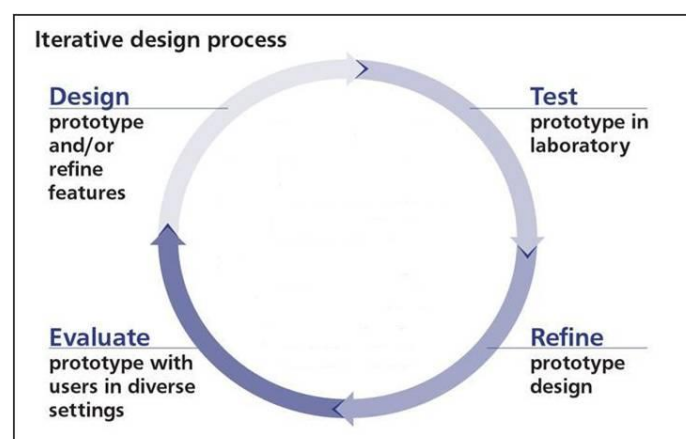 Iterative design process
Design
prototype
and/or
refine
features
Test
prototype in
laboratory
Evaluate
prototype with
users in diverse
settings
Refine
prototype
design